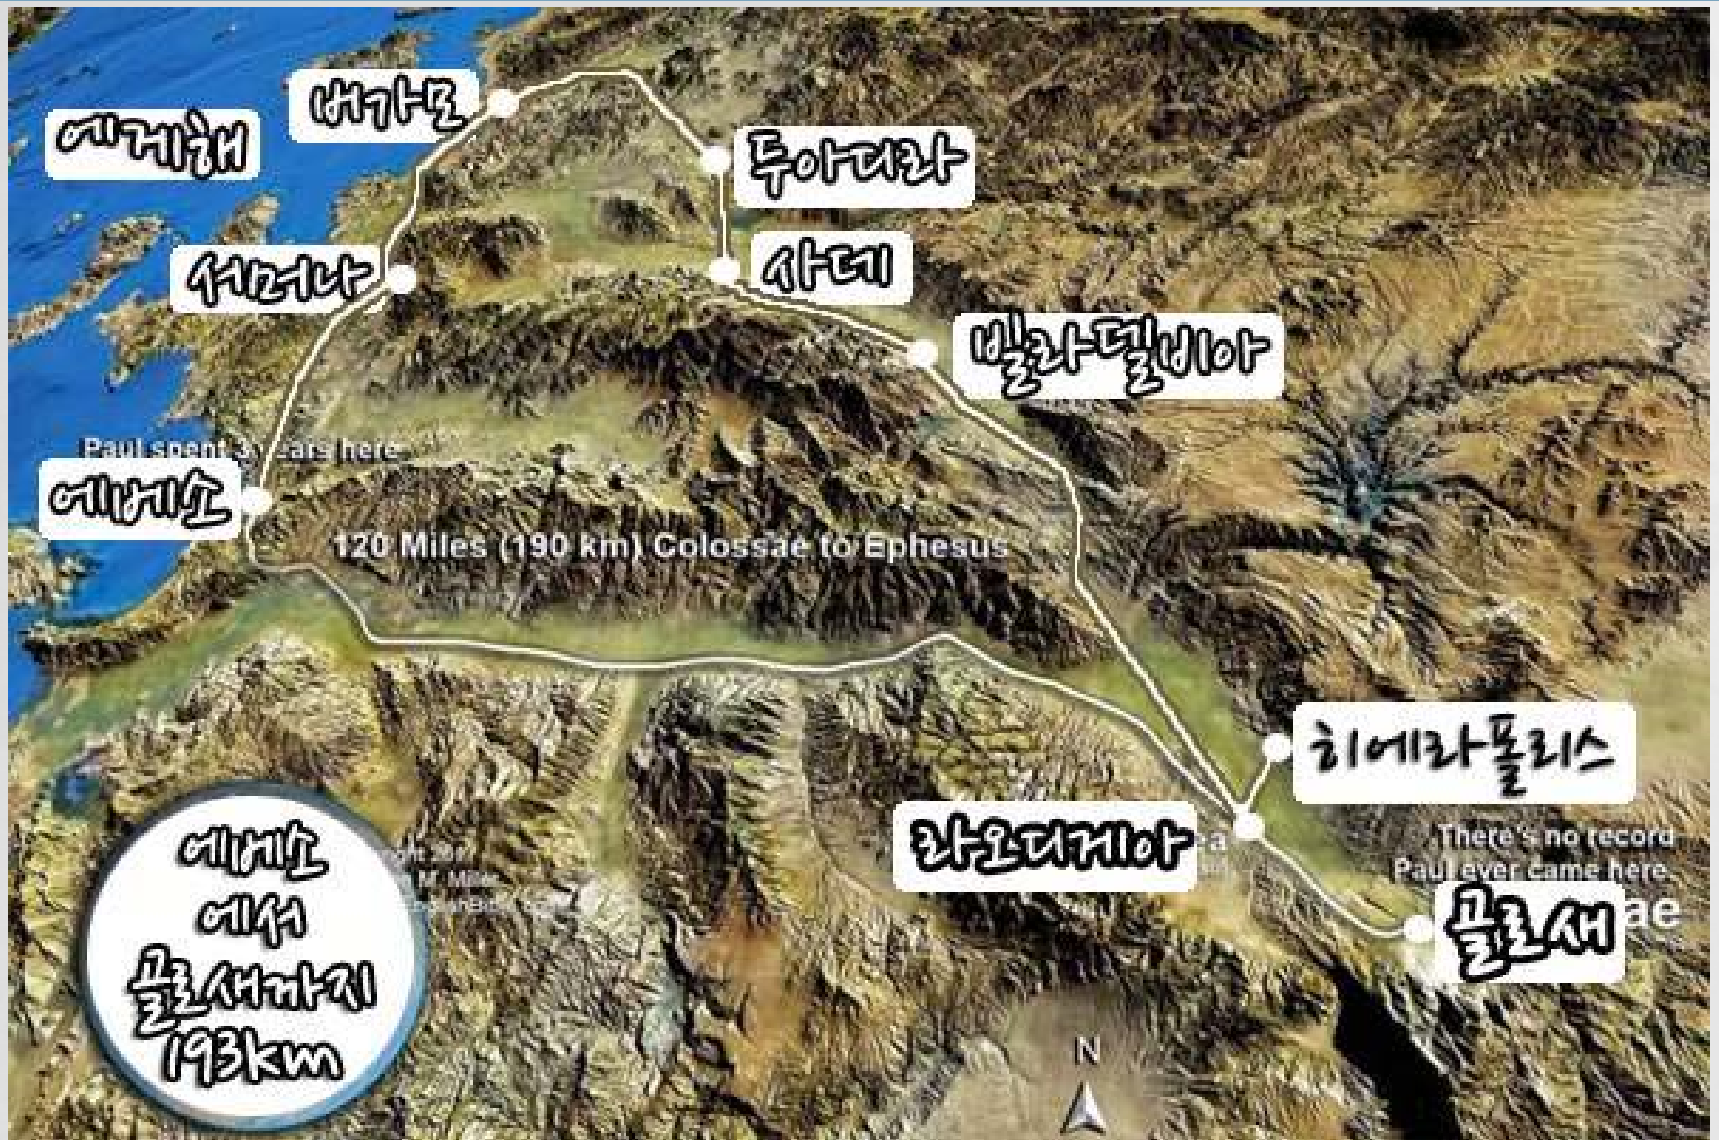 버가모
에게해
두아디라
서머나
사데
빌라델비아
Paul spent 3 years here
에베소
120 Miles (190 km) Colossae to Ephesus
히에라폴리스
라오디게아
There's no record
Paul ever came here.
골로새
ae
에베소
에서
골로새까지
193km
N